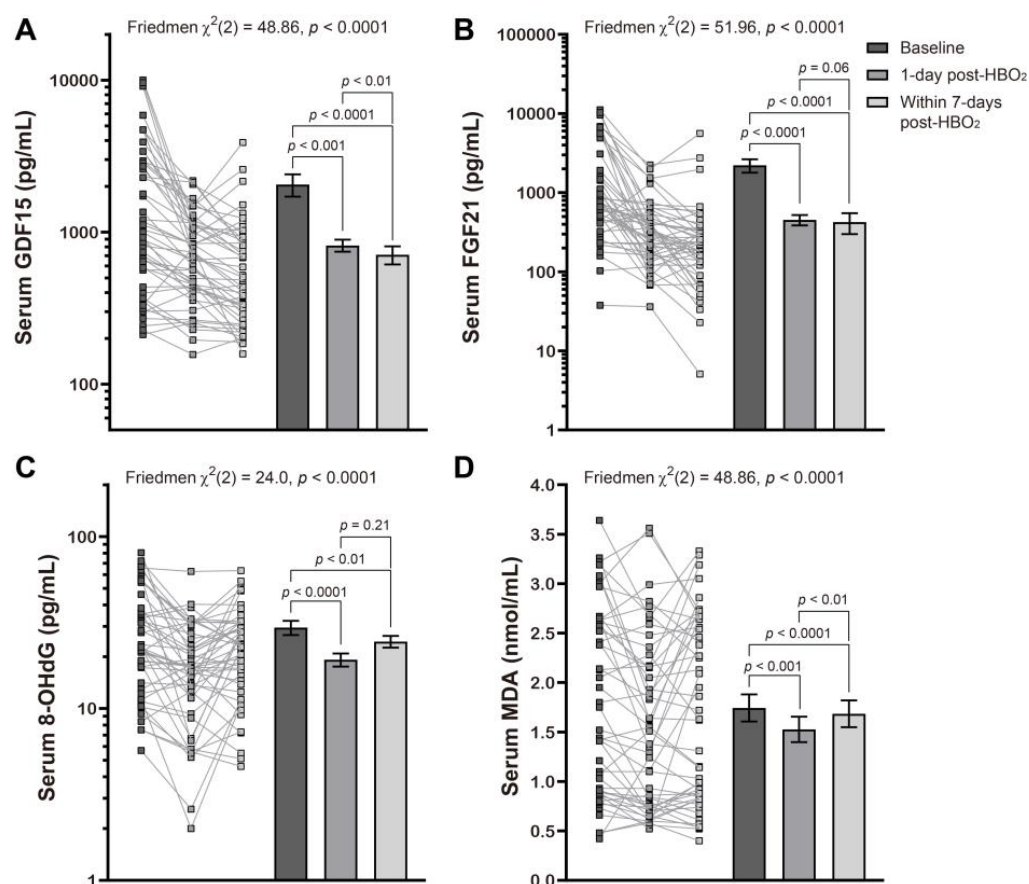 A
Friedmen χ²(2) = 48.86, p < 0.0001
Serum GDF15 (pg/mL)
10000
1000
100
p < 0.01
p < 0.0001
p < 0.001
B
Friedmen χ²(2) = 51.96, p < 0.0001
Serum FGF21 (pg/mL)
100000
10000
1000
100
10
1
p = 0.06
p < 0.0001
p < 0.0001
Baseline
1-day post-HBO₂
Within 7-days
post-HBO₂
C
Friedmen χ²(2) = 24.0, p < 0.0001
Serum 8-OHdG (pg/mL)
100
10
1
p = 0.21
p < 0.01
p < 0.0001
D
Friedmen χ²(2) = 48.86, p < 0.0001
Serum MDA (nmol/mL)
4.0
3.5
3.0
2.5
2.0
1.5
1.0
0.5
0.0
p < 0.01
p < 0.0001
p < 0.001